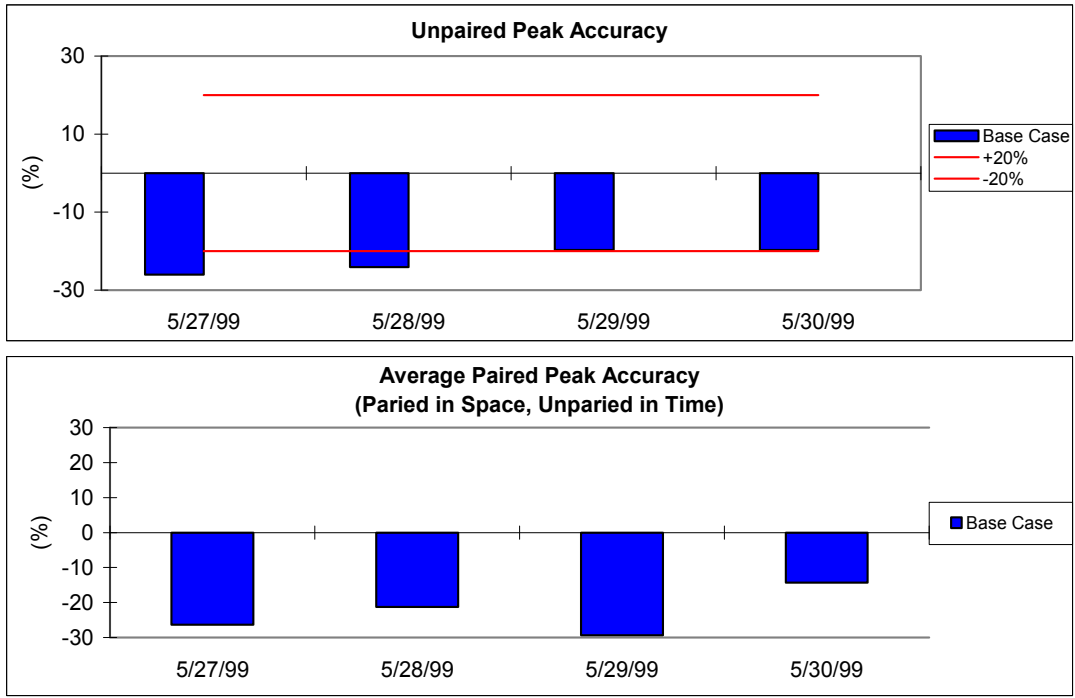 Unpaired Peak Accuracy
30
10
-10
-30
(%)
5/27/99 5/28/99 5/29/99 5/30/99
Base Case
+20%
-20%
Average Paired Peak Accuracy
(Paried in Space, Unparied in Time)
30
20
10
0
-10
-20
-30
(%)
5/27/99 5/28/99 5/29/99 5/30/99
Base Case